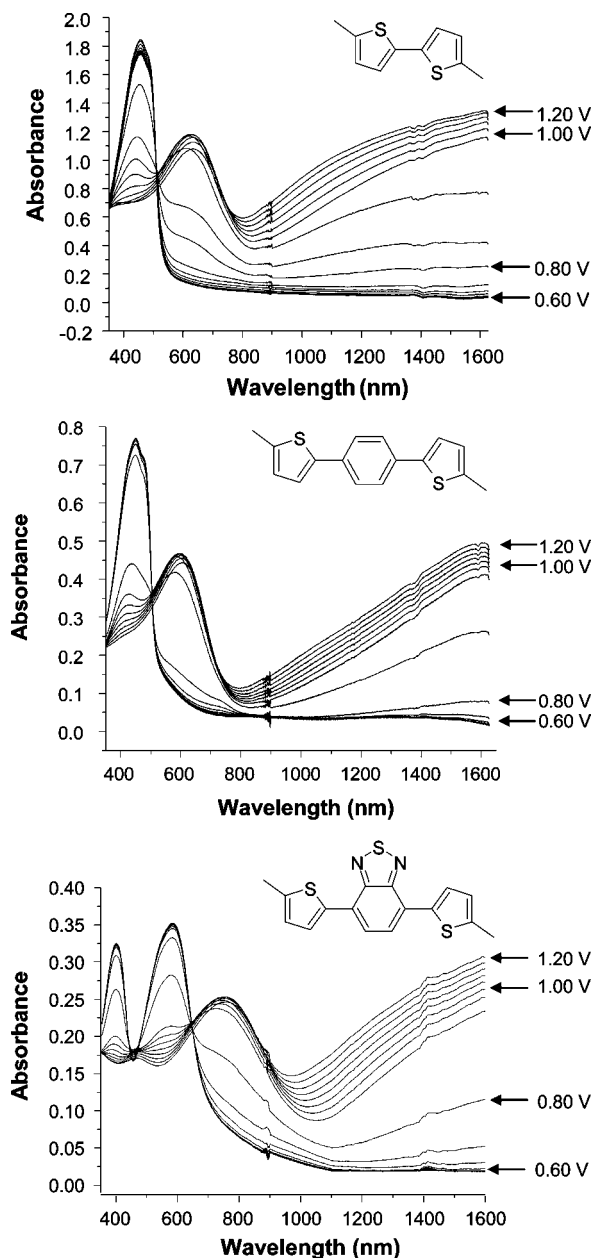 2.0
1.8
1.6
1.4
1.2
1.0
0.8
0.6
0.4
0.2
0.0
-0.2
Absorbance
S
S
1.20 V
1.00 V
0.80 V
0.60 V
400 600 800 1000 1200 1400 1600
Wavelength (nm)
0.8
0.7
0.6
0.5
0.4
0.3
0.2
0.1
0.0
Absorbance
S
S
1.20 V
1.00 V
0.80 V
0.60 V
400 600 800 1000 1200 1400 1600
Wavelength (nm)
0.40
0.35
0.30
0.25
0.20
0.15
0.10
0.05
0.00
Absorbance
S
N N
S
S
1.20 V
1.00 V
0.80 V
0.60 V
400 600 800 1000 1200 1400 1600
Wavelength (nm)